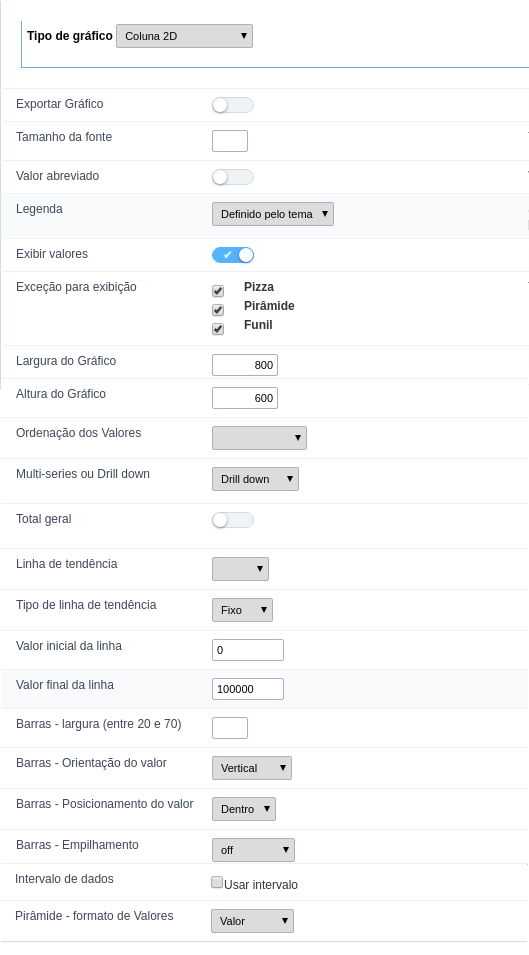 Tipo de gráfico Coluna 2D
Exportar Gráfico
Tamanho da fonte
Valor abreviado
Legenda Definido pelo tema
Exibir valores
Exceção para exibição Pizza
Pirâmide
Funil
Largura do Gráfico 800
Altura do Gráfico 600
Ordenação dos Valores
Multi-series ou Drill down Drill down
Total geral
Linha de tendência
Tipo de linha de tendência Fixo
Valor inicial da linha 0
Valor final da linha 100000
Barras - largura (entre 20 e 70)
Barras - Orientação do valor Vertical
Barras - Posicionamento do valor Dentro
Barras - Empilhamento off
Intervalo de dados Usar intervalo
Pirâmide - formato de Valores Valor